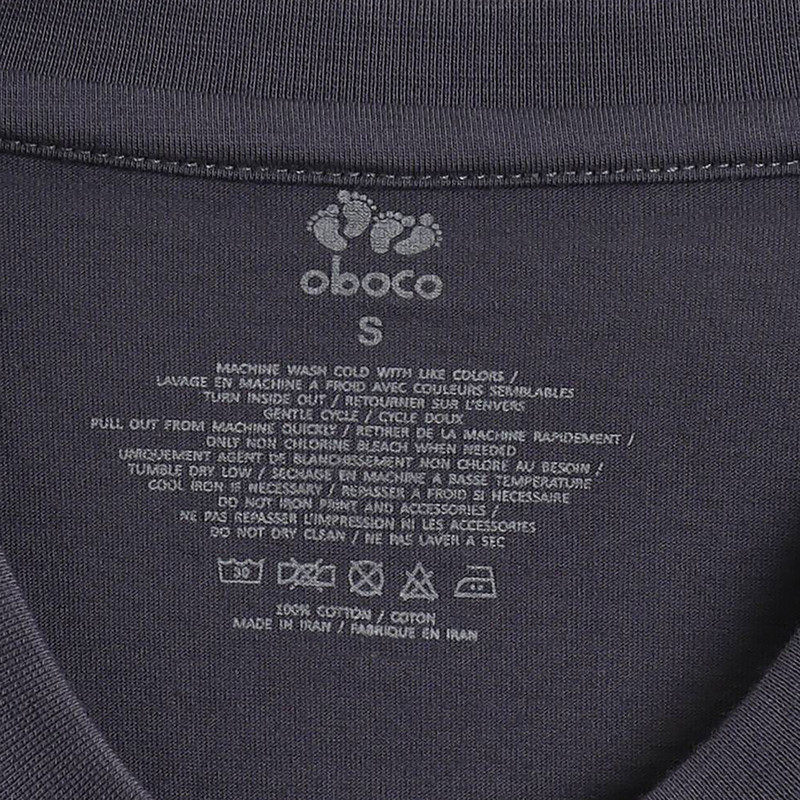 oboco
S
MACHINE WASH COLD WITH LIKE COLORS /
LAVAGE EN MACHINE A FROID AVEC COULEURS SEMBLABLES
TURN INSIDE OUT / RETOURNER SUR L'ENVERS
GENTLE CYCLE / CYCLE DOUX
PULL OUT FROM MACHINE QUICKLY / RETIRER DE LA MACHINE RAPIDEMENT /
ONLY NON CHLORINE BLEACH WHEN NEEDED
UNIQUEMENT AGENT DE BLANCHISSEMENT NON CHLORE AU BESOIN /
TUMBLE DRY LOW / SECHAGE EN MACHINE A BASSE TEMPERATURE
COOL IRON IF NECESSARY / REPASSER A FROID SI NECESSAIRE
DO NOT IRON PRINT AND ACCESSORIES /
NE PAS REPASSER L'IMPRESSION NI LES ACCESSORIES
DO NOT DRY CLEAN / NE PAS LAVER A SEC
30
100% COTTON / COTON
MADE IN IRAN / FABRIQUE EN IRAN